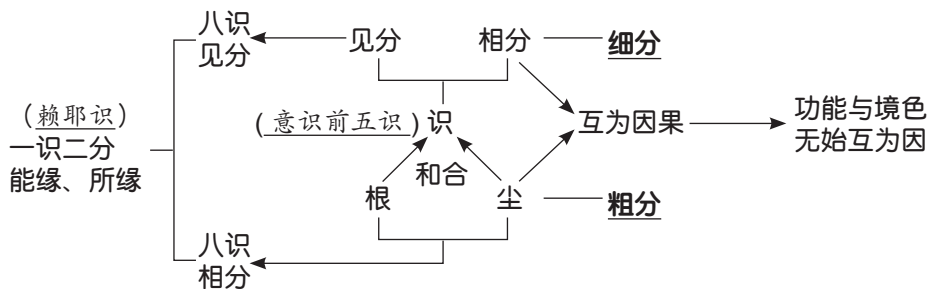 八识
见分
见分
相分
细分
（赖耶识）
一识二分
能缘、所缘
（意识前五识）识
互为因果
功能与境色
无始互为因
和合
根
尘
粗分
八识
相分